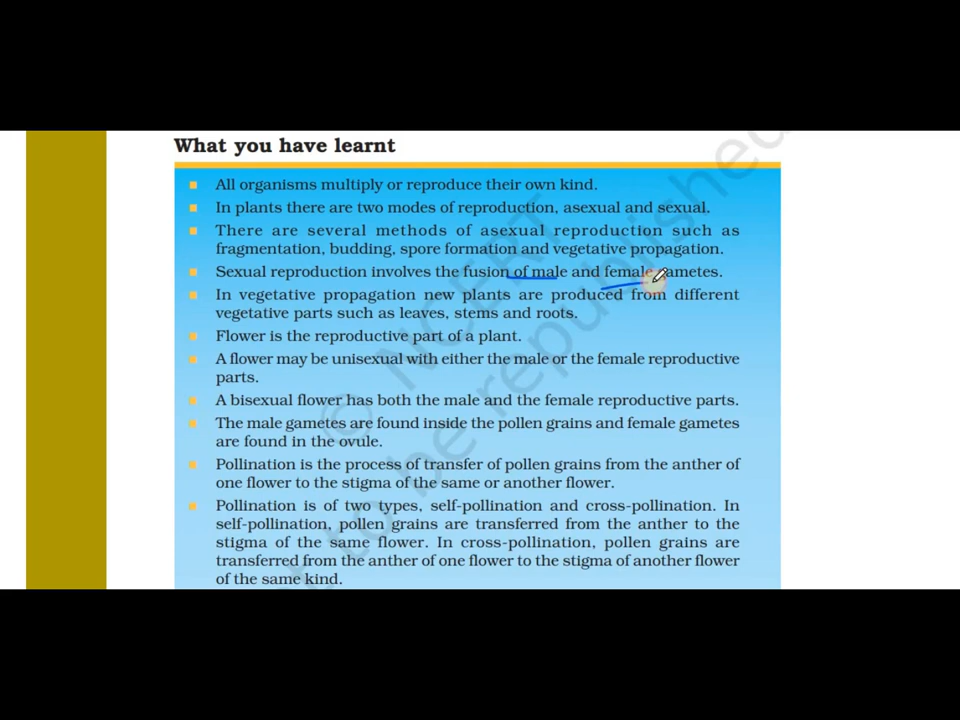 What you have learnt
All organisms multiply or reproduce their own kind.
In plants there are two modes of reproduction, asexual and sexual.
There are several methods of asexual reproduction such as
fragmentation, budding, spore formation and vegetative propagation.
Sexual reproduction involves the fusion of male and female gametes.
In vegetative propagation new plants are produced from different
vegetative parts such as leaves, stems and roots.
Flower is the reproductive part of a plant.
A flower may be unisexual with either the male or the female reproductive
parts.
A bisexual flower has both the male and the female reproductive parts.
The male gametes are found inside the pollen grains and female gametes
are found in the ovule.
Pollination is the process of transfer of pollen grains from the anther of
one flower to the stigma of the same or another flower.
Pollination is of two types, self-pollination and cross-pollination. In
self-pollination, pollen grains are transferred from the anther to the
stigma of the same flower. In cross-pollination, pollen grains are
transferred from the anther of one flower to the stigma of another flower
of the same kind.
© NCERT
to be republished